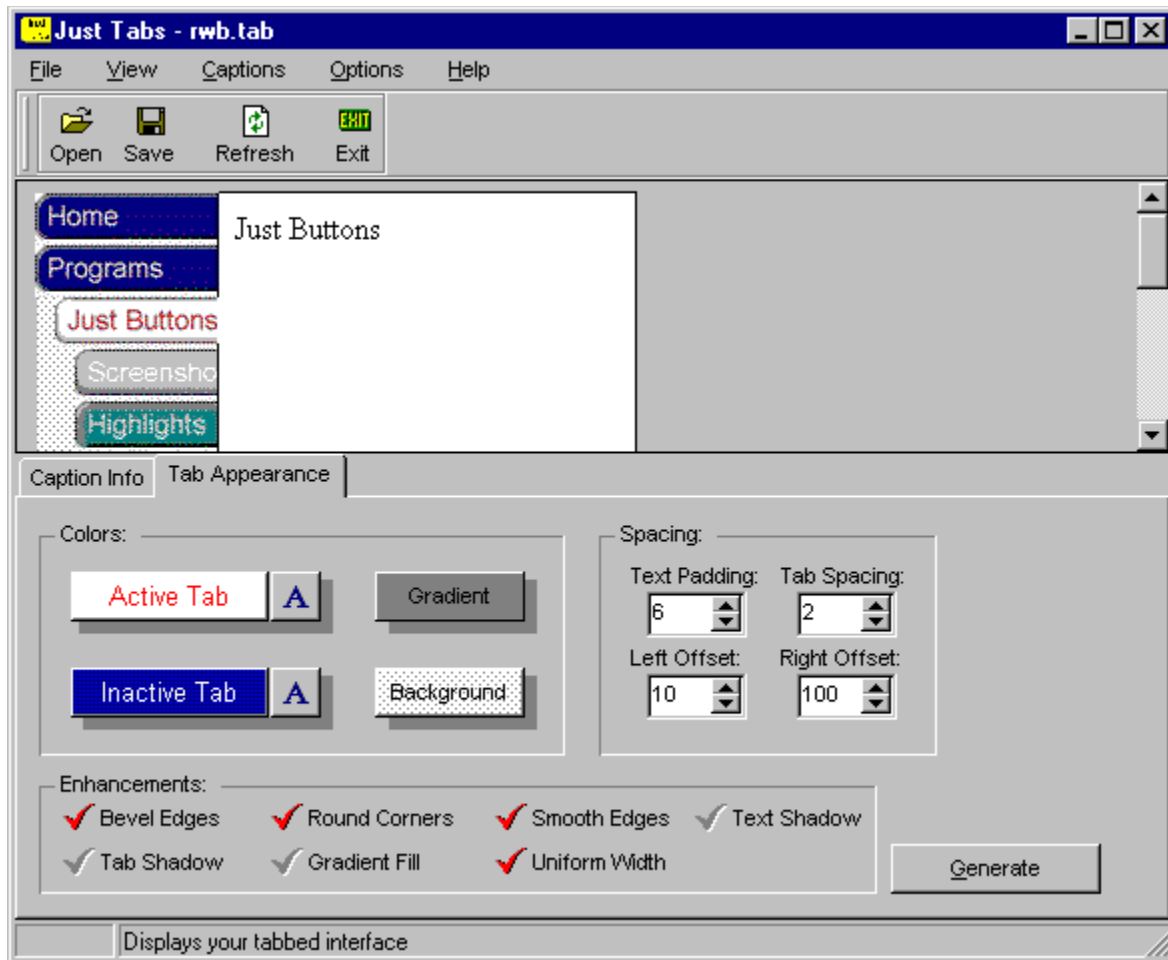 Just Tabs - rwb.tab
File View Captions Options Help
Open Save Refresh EXIT Exit
Home
Just Buttons
Programs
Just Buttons
Screensho
Highlights
Caption Info Tab Appearance
Colors: Spacing:
Text Padding: Tab Spacing:
Active Tab A Gradient 6 2
Left Offset: Right Offset:
Inactive Tab A Background 10 100
Enhancements:
Bevel Edges Round Corners Smooth Edges Text Shadow
Tab Shadow Gradient Fill Uniform Width
Generate
Displays your tabbed interface